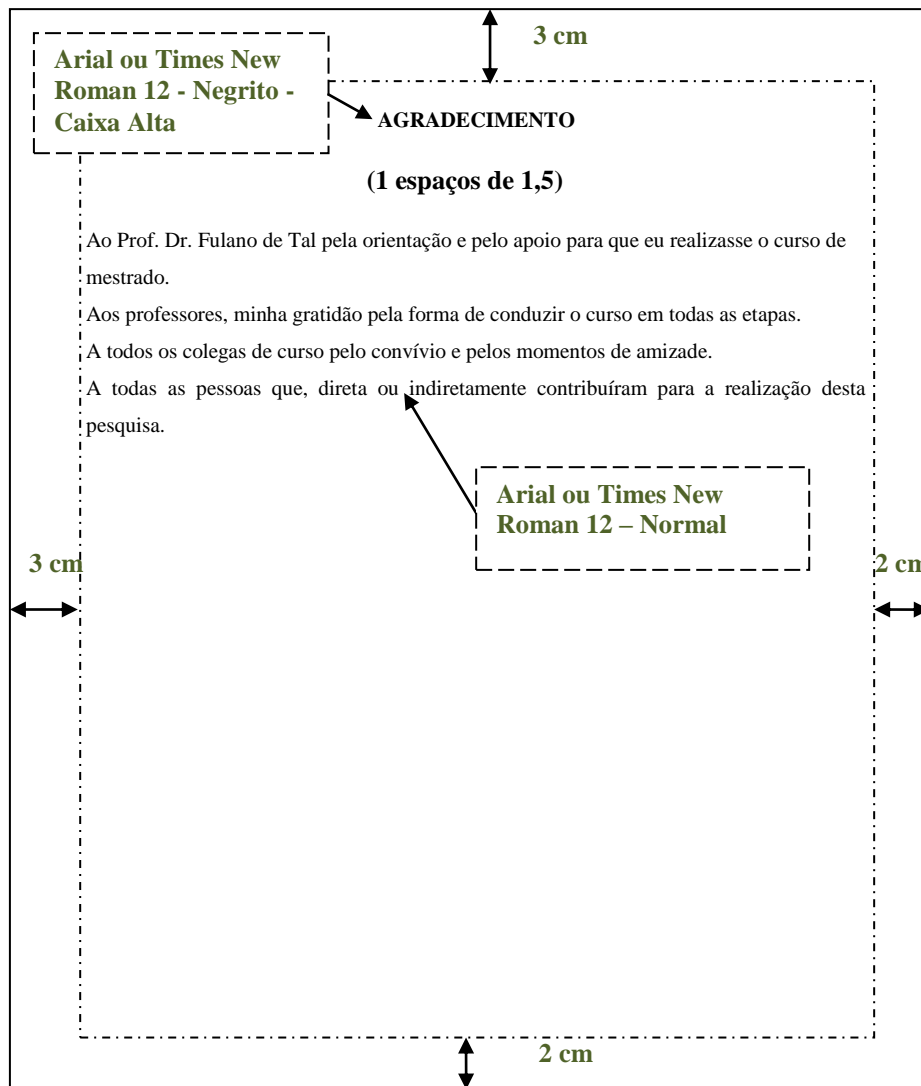 3 cm
Arial ou Times New
Roman 12 - Negrito -
Caixa Alta
AGRADECIMENTO
(1 espaços de 1,5)
Ao Prof. Dr. Fulano de Tal pela orientação e pelo apoio para que eu realizasse o curso de
mestrado.
Aos professores, minha gratidão pela forma de conduzir o curso em todas as etapas.
A todos os colegas de curso pelo convívio e pelos momentos de amizade.
A todas as pessoas que, direta ou indiretamente contribuíram para a realização desta
pesquisa.
Arial ou Times New
Roman 12 – Normal
3 cm
2 cm
2 cm